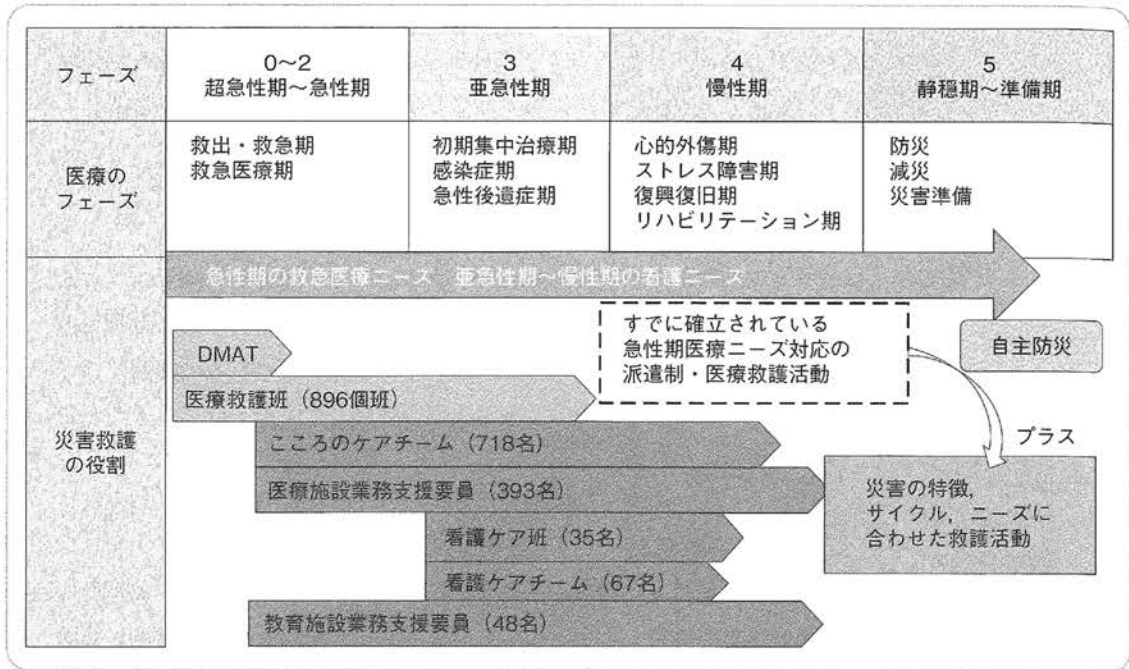 フェーズ
0〜2
超急性期〜急性期
3
亜急性期
4
慢性期
5
静穏期〜準備期
医療の
フェーズ
救出・救急期
救急医療期
初期集中治療期
感染症期
急性後遺症期
心的外傷期
ストレス障害期
復興復旧期
リハビリテーション期
防災
減災
災害準備
災害救護
の役割
急性期の救急医療ニーズ　亜急性期〜慢性期の看護ニーズ
DMAT
医療救護班（896個班）
こころのケアチーム（718名）
医療施設業務支援要員（393名）
看護ケア班（35名）
看護ケアチーム（67名）
教育施設業務支援要員（48名）
すでに確立されている
急性期医療ニーズ対応の
派遣制・医療救護活動
自主防災
プラス
災害の特徴，
サイクル，ニーズに
合わせた救護活動